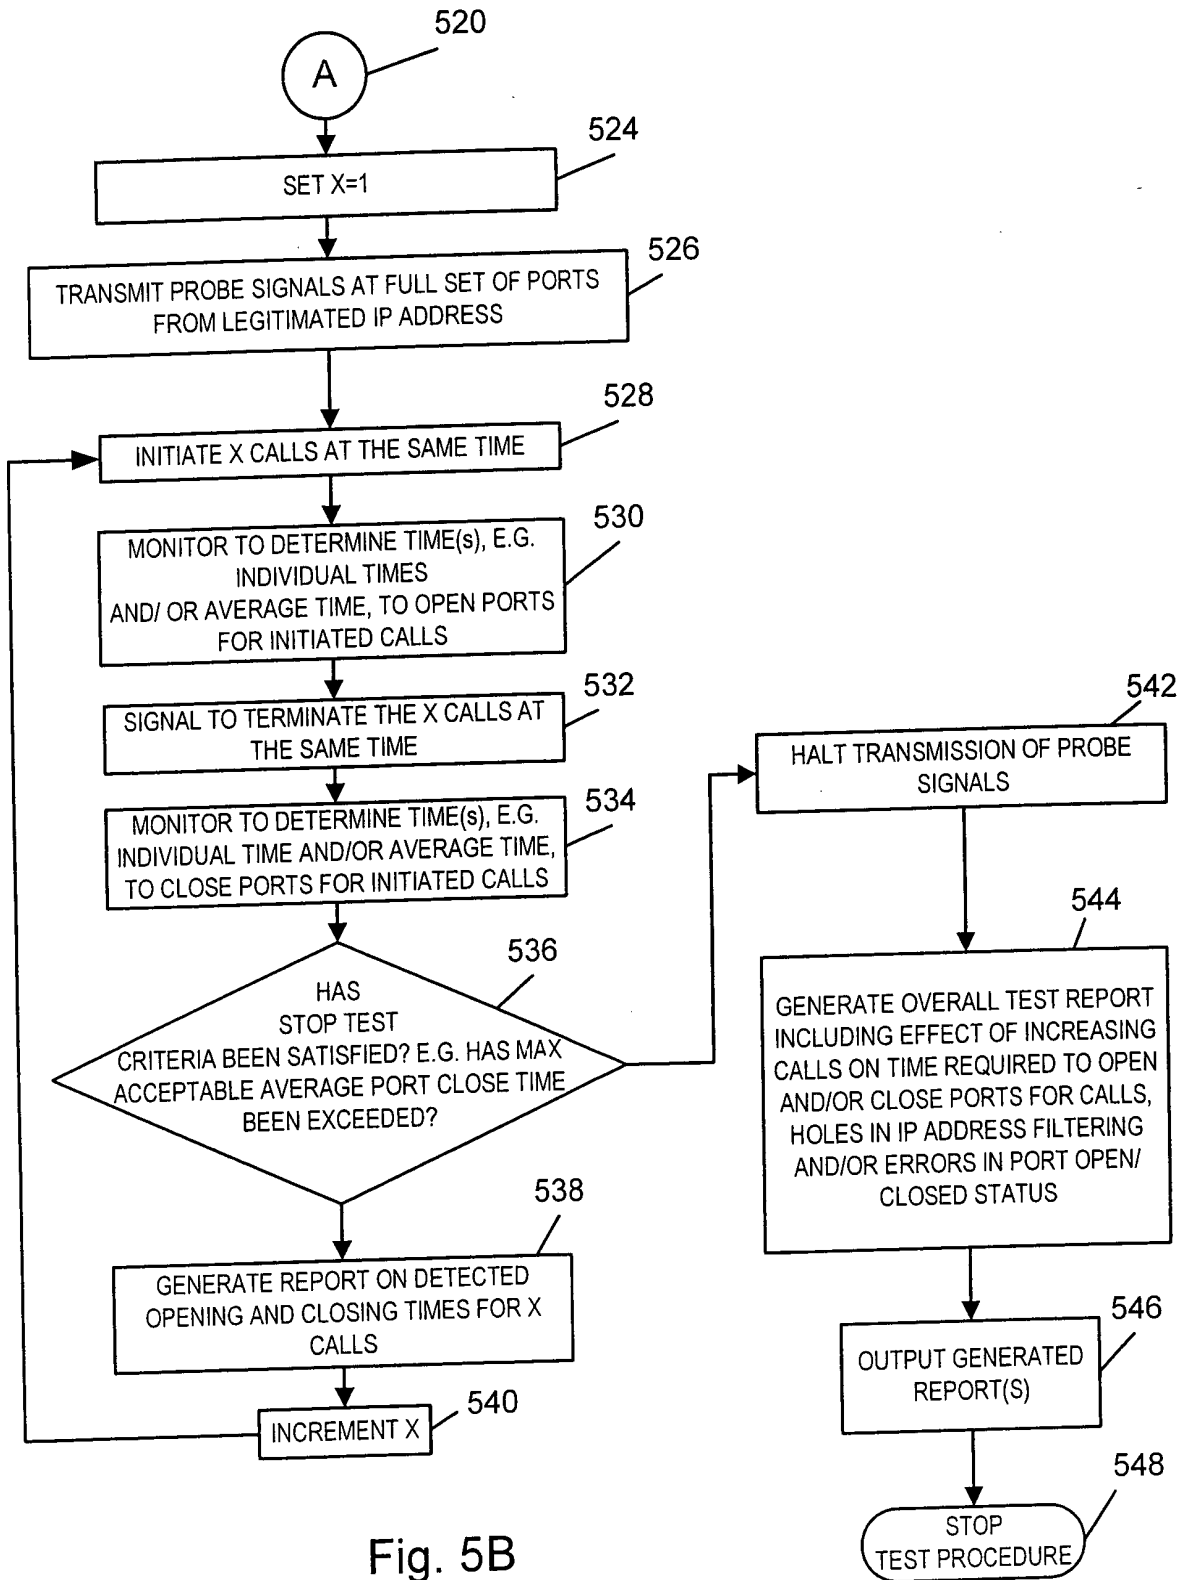 520
A
524
SET X=1
526
TRANSMIT PROBE SIGNALS AT FULL SET OF PORTS
FROM LEGITIMATED IP ADDRESS
528
INITIATE X CALLS AT THE SAME TIME
530
MONITOR TO DETERMINE TIME(s), E.G.
INDIVIDUAL TIMES
AND/ OR AVERAGE TIME, TO OPEN PORTS
FOR INITIATED CALLS
532
SIGNAL TO TERMINATE THE X CALLS AT
THE SAME TIME
534
MONITOR TO DETERMINE TIME(s), E.G.
INDIVIDUAL TIME AND/OR AVERAGE TIME,
TO CLOSE PORTS FOR INITIATED CALLS
536
HAS
STOP TEST
CRITERIA BEEN SATISFIED? E.G. HAS MAX
ACCEPTABLE AVERAGE PORT CLOSE TIME
BEEN EXCEEDED?
538
GENERATE REPORT ON DETECTED
OPENING AND CLOSING TIMES FOR X
CALLS
540
INCREMENT X
542
HALT TRANSMISSION OF PROBE
SIGNALS
544
GENERATE OVERALL TEST REPORT
INCLUDING EFFECT OF INCREASING
CALLS ON TIME REQUIRED TO OPEN
AND/OR CLOSE PORTS FOR CALLS,
HOLES IN IP ADDRESS FILTERING
AND/OR ERRORS IN PORT OPEN/
CLOSED STATUS
546
OUTPUT GENERATED
REPORT(S)
548
STOP
TEST PROCEDURE
Fig. 5B